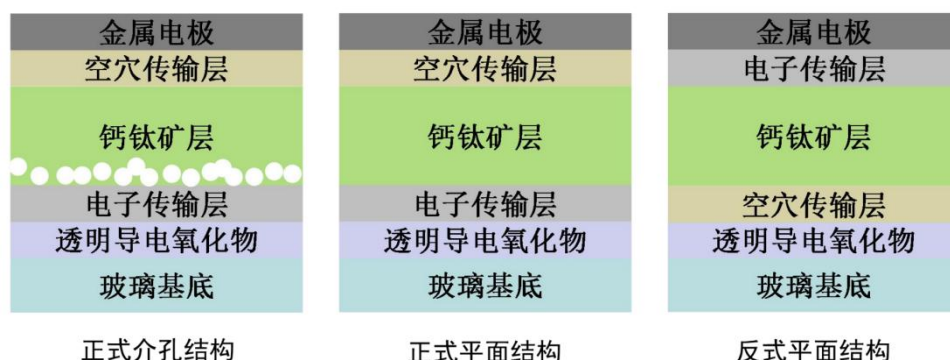 金属电极
空穴传输层
钙钛矿层
电子传输层
透明导电氧化物
玻璃基底
正式介孔结构
金属电极
空穴传输层
钙钛矿层
电子传输层
透明导电氧化物
玻璃基底
正式平面结构
金属电极
电子传输层
钙钛矿层
空穴传输层
透明导电氧化物
玻璃基底
反式平面结构